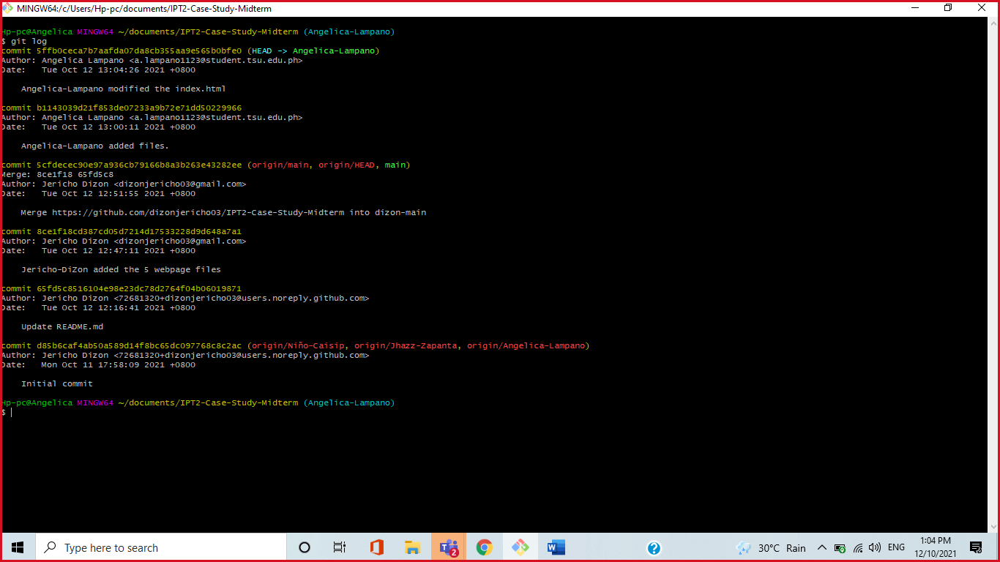 MINGW64:/c/Users/Hp-pc/documents/IPT2-Case-Study-Midterm
Hp-pc@Angelica MINGW64 ~/documents/IPT2-Case-Study-Midterm (Angelica-Lampano)
$ git log
commit 5ffb0ceca7b7aafda07da8cb355aa9e565b0bfe0 (HEAD -> Angelica-Lampano)
Author: Angelica Lampano <a.lampano1123@student.tsu.edu.ph>
Date:   Tue Oct 12 13:04:26 2021 +0800
Angelica-Lampano modified the index.html
commit b1143039d21f853de07233a9b72e71dd50229966
Author: Angelica Lampano <a.lampano1123@student.tsu.edu.ph>
Date:   Tue Oct 12 13:00:11 2021 +0800
Angelica-Lampano added files.
commit 5cfdecec90e97a936cb79166b8a3b263e43282ee (origin/main, origin/HEAD, main)
Merge: 8ce1f18 65fd5c8
Author: Jericho Dizon <dizonjericho03@gmail.com>
Date:   Tue Oct 12 12:51:55 2021 +0800
Merge https://github.com/dizonjericho03/IPT2-Case-Study-Midterm into dizon-main
commit 8ce1f18cd387cd05d7214d17533228d9d648a7a1
Author: Jericho Dizon <dizonjericho03@gmail.com>
Date:   Tue Oct 12 12:47:11 2021 +0800
Jericho-DiZon added the 5 webpage files
commit 65fd5c8516104e98e23dc78d2764f04b06019871
Author: Jericho Dizon <72681320+dizonjericho03@users.noreply.github.com>
Date:   Tue Oct 12 12:16:41 2021 +0800
Update README.md
commit d85b6caf4ab50a589d14f8bc65dc097768c8c2ac (origin/Niño-Caisip, origin/Jhazz-Zapanta, origin/Angelica-Lampano)
Author: Jericho Dizon <72681320+dizonjericho03@users.noreply.github.com>
Date:   Mon Oct 11 17:58:09 2021 +0800
Initial commit
Hp-pc@Angelica MINGW64 ~/documents/IPT2-Case-Study-Midterm (Angelica-Lampano)
$
Type here to search
2
30°C Rain
ENG
1:04 PM
12/10/2021